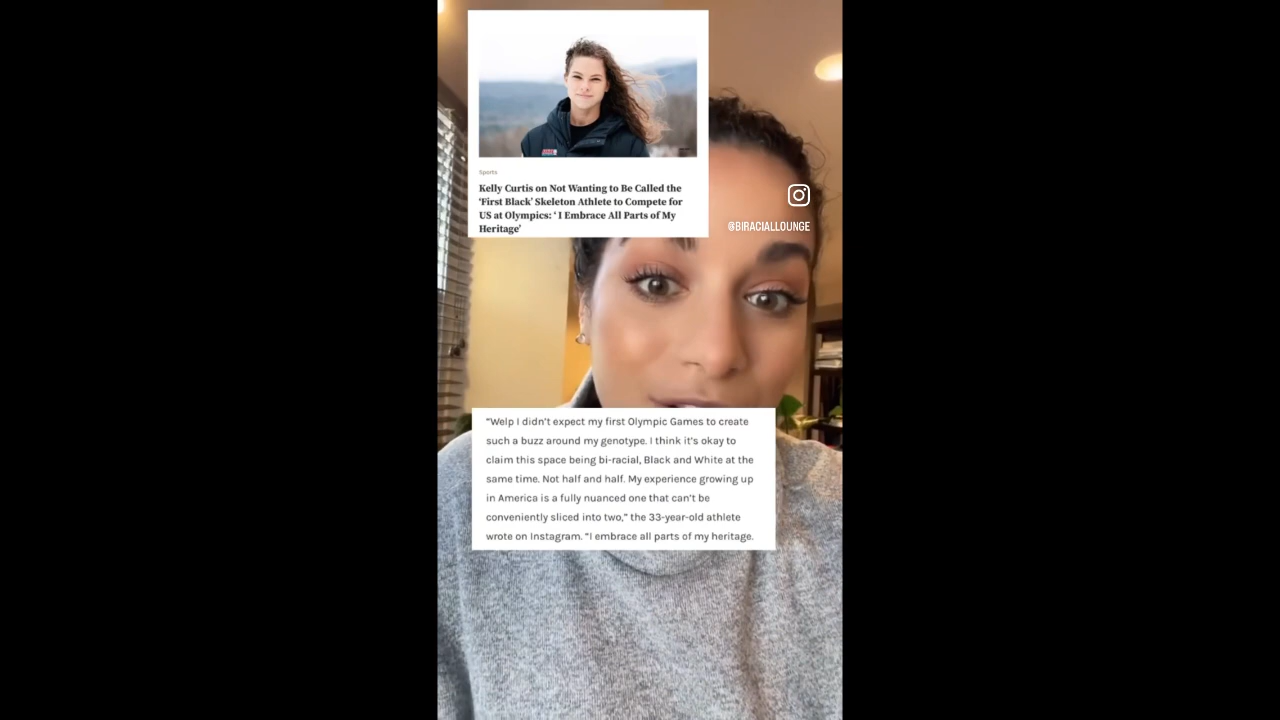 Sports
Kelly Curtis on Not Wanting to Be Called the
‘First Black’ Skeleton Athlete to Compete for
US at Olympics: ‘ I Embrace All Parts of My
Heritage’
@BIRACIALLOUNGE
“Welp I didn’t expect my first Olympic Games to create
such a buzz around my genotype. I think it’s okay to
claim this space being bi-racial, Black and White at the
same time. Not half and half. My experience growing up
in America is a fully nuanced one that can’t be
conveniently sliced into two,” the 33-year-old athlete
wrote on Instagram. “I embrace all parts of my heritage.